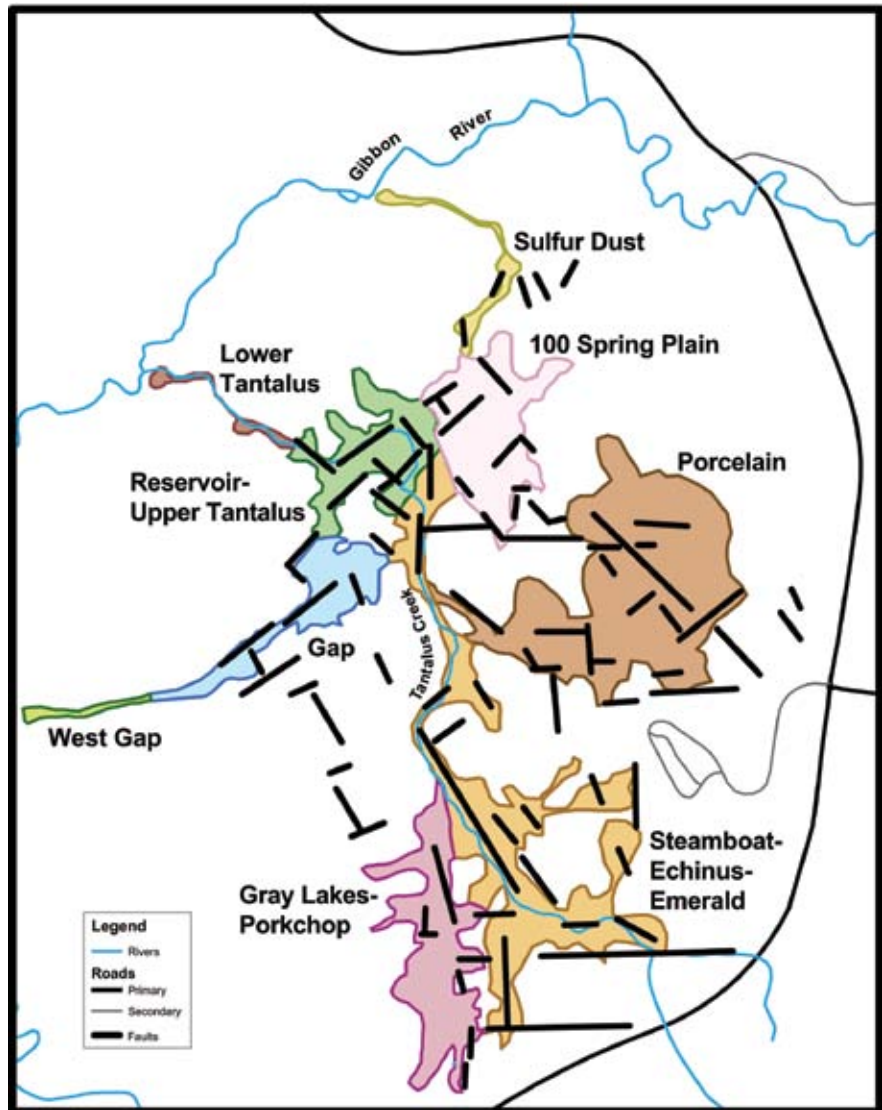 Gibbon River
Sulfur Dust
100 Spring Plain
Lower
Tantalus
Porcelain
Reservoir-
Upper Tantalus
Tantalus Creek
Gap
West Gap
Steamboat-
Echinus-
Emerald
Gray Lakes-
Porkchop
Legend
Rivers
Roads
Primary
Secondary
Faults